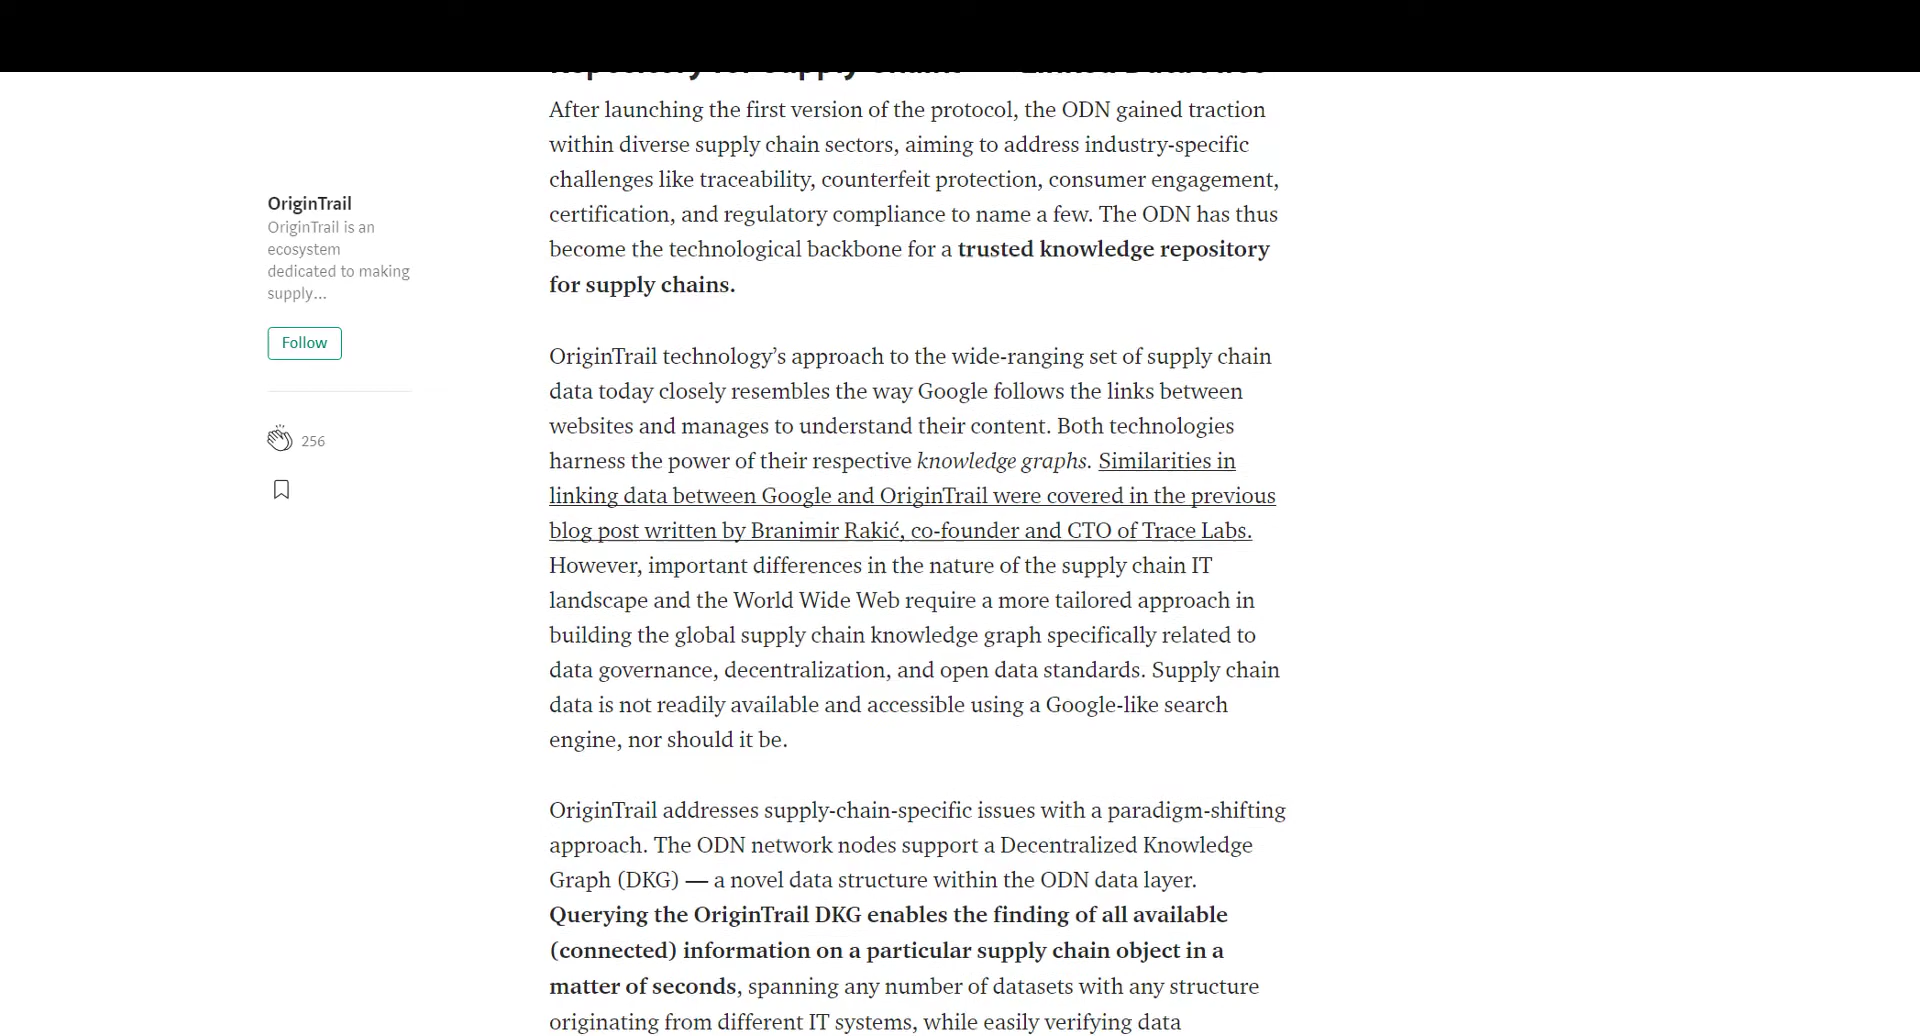 OriginTrail
OriginTrail is an
ecosystem
dedicated to making
supply...
Follow
256
After launching the first version of the protocol, the ODN gained traction
within diverse supply chain sectors, aiming to address industry-specific
challenges like traceability, counterfeit protection, consumer engagement,
certification, and regulatory compliance to name a few. The ODN has thus
become the technological backbone for a trusted knowledge repository
for supply chains.
OriginTrail technology’s approach to the wide-ranging set of supply chain
data today closely resembles the way Google follows the links between
websites and manages to understand their content. Both technologies
harness the power of their respective knowledge graphs. Similarities in
linking data between Google and OriginTrail were covered in the previous
blog post written by Branimir Rakić, co-founder and CTO of Trace Labs.
However, important differences in the nature of the supply chain IT
landscape and the World Wide Web require a more tailored approach in
building the global supply chain knowledge graph specifically related to
data governance, decentralization, and open data standards. Supply chain
data is not readily available and accessible using a Google-like search
engine, nor should it be.
OriginTrail addresses supply-chain-specific issues with a paradigm-shifting
approach. The ODN network nodes support a Decentralized Knowledge
Graph (DKG) — a novel data structure within the ODN data layer.
Querying the OriginTrail DKG enables the finding of all available
(connected) information on a particular supply chain object in a
matter of seconds, spanning any number of datasets with any structure
originating from different IT systems, while easily verifying data